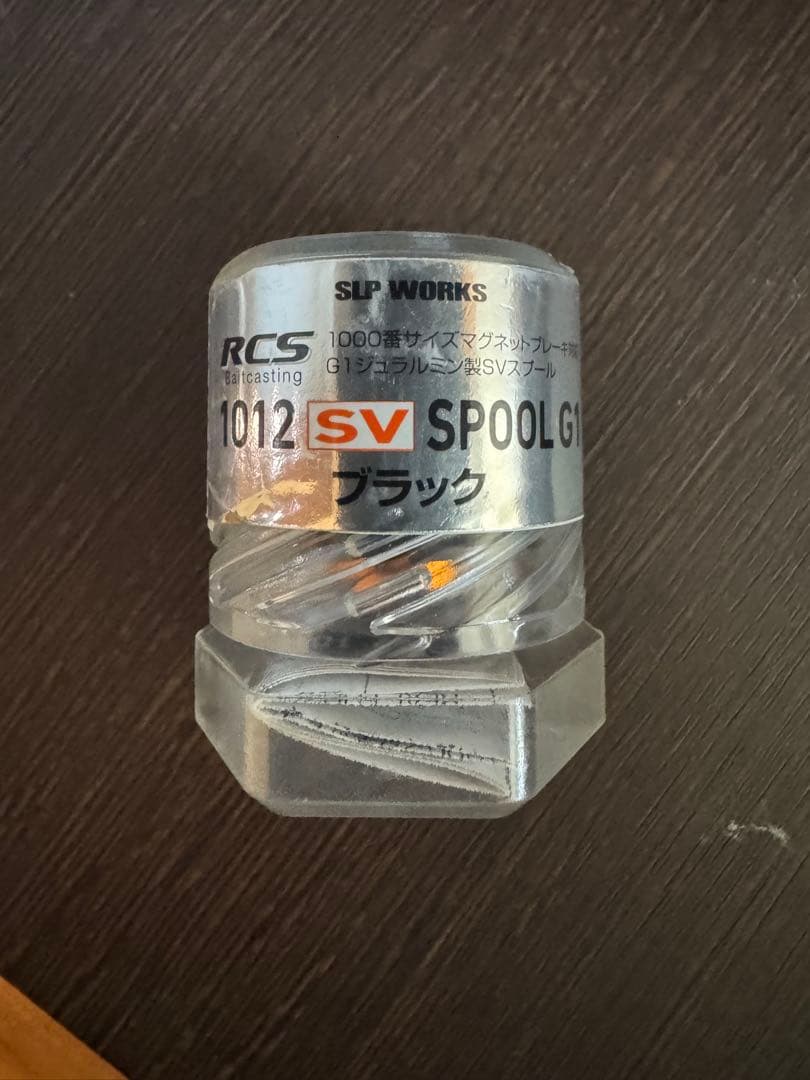 SLP WORKS
RCS 1000番サイズマグネットブレーキ対応
Baitcasting G1ジュラルミン製SVスプール
1012 SV SPOOL G1
ブラック